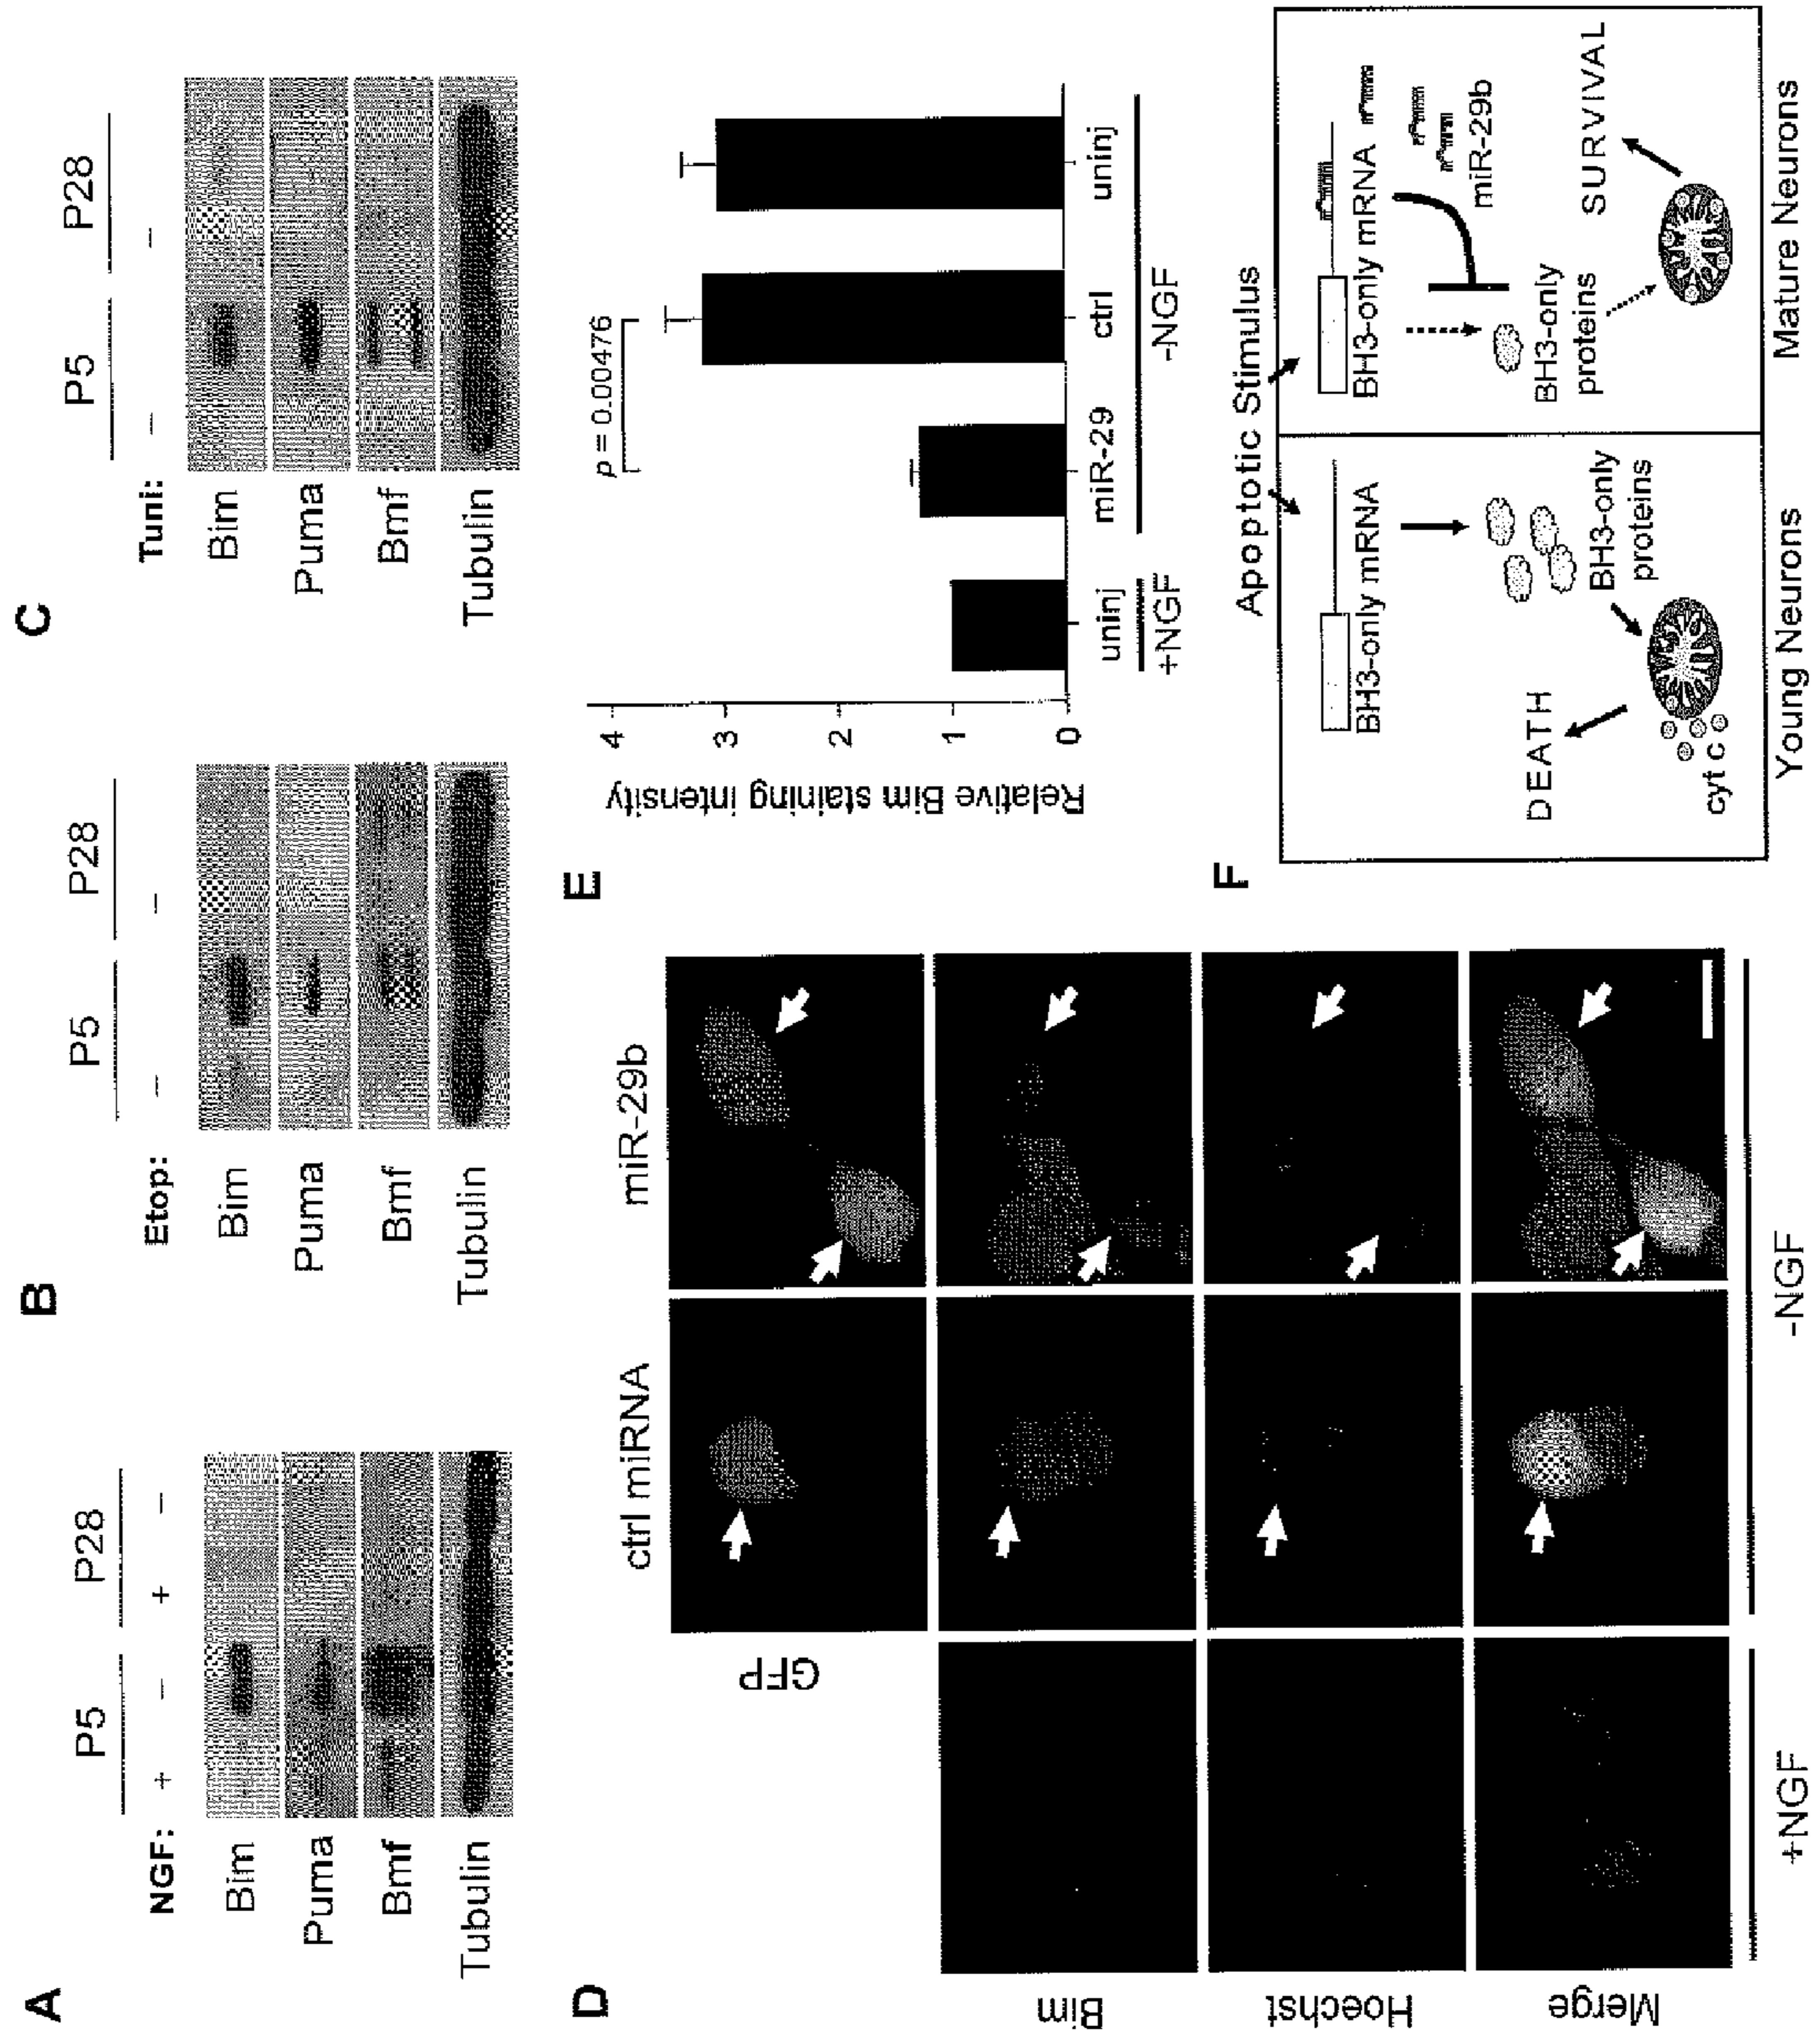 A
P5
P28
NGF:
+
–
+
–
Bim
Puma
Bmf
Tubulin
B
P5
P28
Etop:
–
–
Bim
Puma
Bmf
Tubulin
C
P5
P28
Tuni:
–
–
Bim
Puma
Bmf
Tubulin
D
ctrl miRNA
miR-29b
GFP
Bim
Hoechst
Merge
+NGF
-NGF
E
Relative Bim staining intensity
4
3
2
1
0
p = 0.00476
uninj
miR-29
ctrl
uninj
+NGF
-NGF
F
Apoptotic Stimulus
BH3-only mRNA
BH3-only
proteins
DEATH
cyt c
Young Neurons
BH3-only mRNA
miR-29b
BH3-only
proteins
SURVIVAL
Mature Neurons